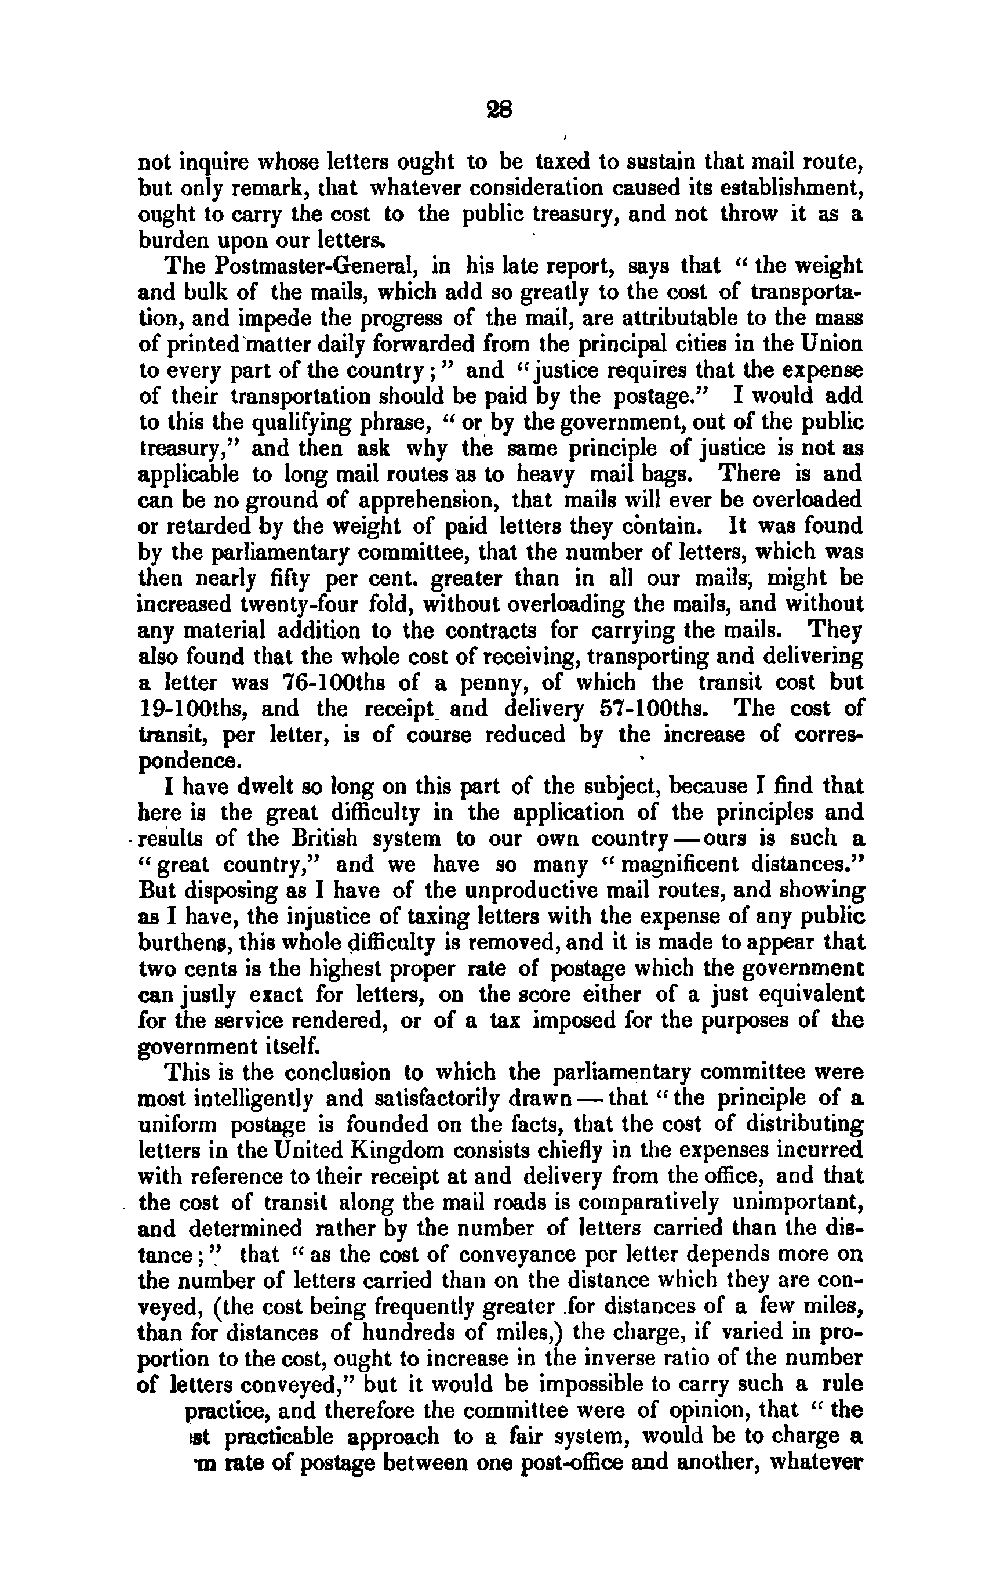 28
not inquire whose letters ought to be taxed to sustain that mail route,
but only remark, that whatever consideration caused its establishment,
ought to carry the cost to the public treasury, and not throw it as a
burden upon our letters.
The Postmaster-General, in his late report, says that “ the weight
and bulk of the mails, which add so greatly to the cost of transporta-
tion, and impede the progress of the mail, are attributable to the mass
of printed matter daily forwarded from the principal cities in the Union
to every part of the country ; ” and “ justice requires that the expense
of their transportation should be paid by the postage.” I would add
to this the qualifying phrase, “ or by the government, out of the public
treasury,” and then ask why the same principle of justice is not as
applicable to long mail routes as to heavy mail bags. There is and
can be no ground of apprehension, that mails will ever be overloaded
or retarded by the weight of paid letters they contain. It was found
by the parliamentary committee, that the number of letters, which was
then nearly fifty per cent. greater than in all our mails, might be
increased twenty-four fold, without overloading the mails, and without
any material addition to the contracts for carrying the mails. They
also found that the whole cost of receiving, transporting and delivering
a letter was 76-100ths of a penny, of which the transit cost but
19-100ths, and the receipt and delivery 57-100ths. The cost of
transit, per letter, is of course reduced by the increase of corres-
pondence.
I have dwelt so long on this part of the subject, because I find that
here is the great difficulty in the application of the principles and
results of the British system to our own country — ours is such a
“ great country,” and we have so many “ magnificent distances.”
But disposing as I have of the unproductive mail routes, and showing
as I have, the injustice of taxing letters with the expense of any public
burthens, this whole difficulty is removed, and it is made to appear that
two cents is the highest proper rate of postage which the government
can justly exact for letters, on the score either of a just equivalent
for the service rendered, or of a tax imposed for the purposes of the
government itself.
This is the conclusion to which the parliamentary committee were
most intelligently and satisfactorily drawn — that “ the principle of a
uniform postage is founded on the facts, that the cost of distributing
letters in the United Kingdom consists chiefly in the expenses incurred
with reference to their receipt at and delivery from the office, and that
the cost of transit along the mail roads is comparatively unimportant,
and determined rather by the number of letters carried than the dis-
tance ; ” that “ as the cost of conveyance per letter depends more on
the number of letters carried than on the distance which they are con-
veyed, (the cost being frequently greater for distances of a few miles,
than for distances of hundreds of miles,) the charge, if varied in pro-
portion to the cost, ought to increase in the inverse ratio of the number
of letters conveyed,” but it would be impossible to carry such a rule
practice, and therefore the committee were of opinion, that “ the
practicable approach to a fair system, would be to charge a
rate of postage between one post-office and another, whatever